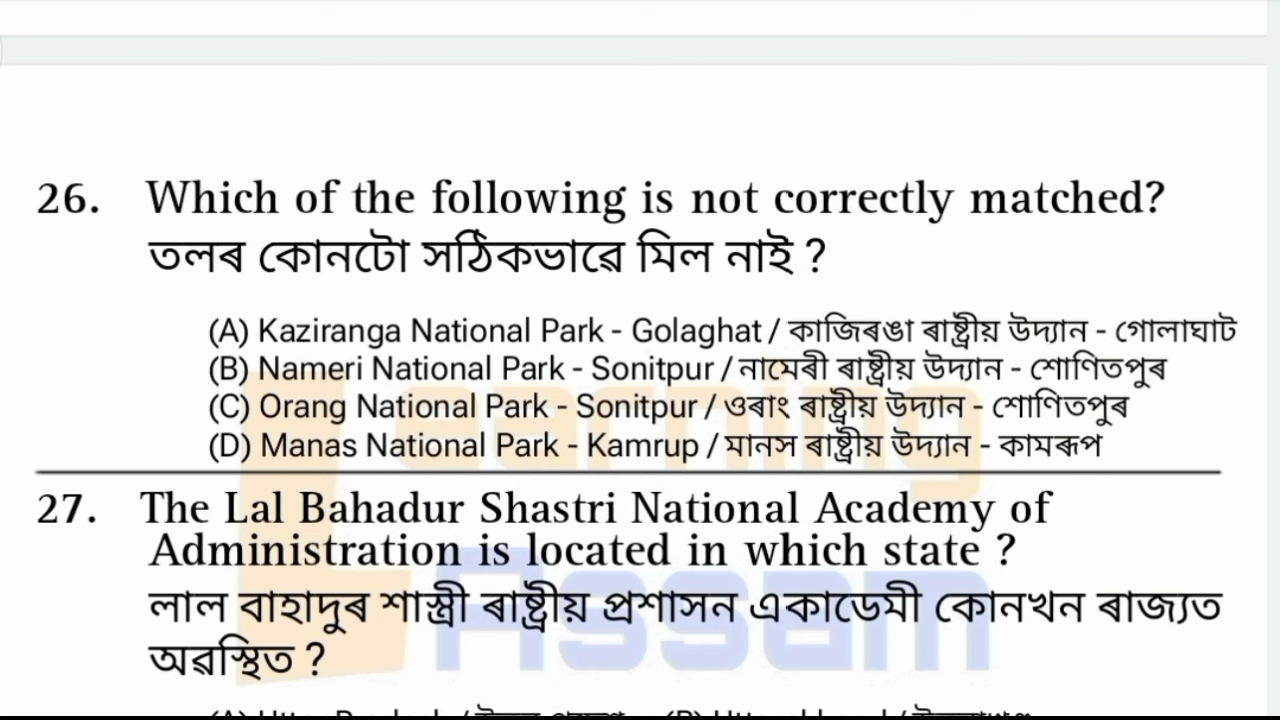 26. Which of the following is not correctly matched?
তলৰ কোনটো সঠিকভাৱে মিল নাই ?
(A) Kaziranga National Park - Golaghat / কাজিৰঙা ৰাষ্ট্ৰীয় উদ্যান - গোলাঘাট
(B) Nameri National Park - Sonitpur / নামেৰী ৰাষ্ট্ৰীয় উদ্যান - শোণিতপুৰ
(C) Orang National Park - Sonitpur / ওৰাং ৰাষ্ট্ৰীয় উদ্যান - শোণিতপুৰ
(D) Manas National Park - Kamrup / মানস ৰাষ্ট্ৰীয় উদ্যান - কামৰূপ
27. The Lal Bahadur Shastri National Academy of
Administration is located in which state ?
লাল বাহাদুৰ শাস্ত্ৰী ৰাষ্ট্ৰীয় প্ৰশাসন একাডেমী কোনখন ৰাজ্যত
অৱস্থিত ?
Learning
Assam